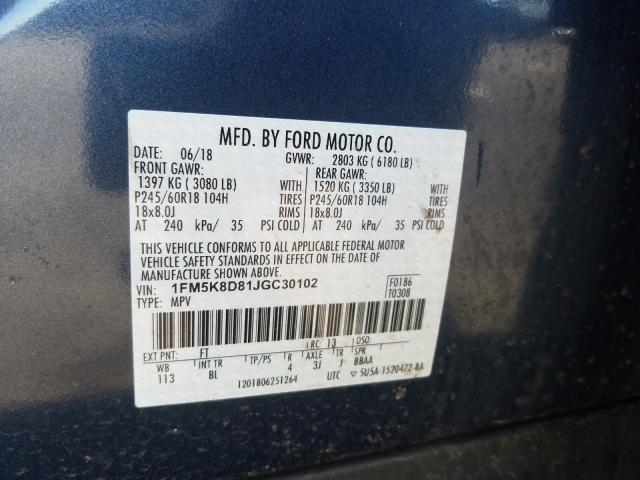 MFD. BY FORD MOTOR CO.
DATE: 06/18 GVWR: 2803 KG ( 6180 LB)
FRONT GAWR: REAR GAWR:
1397 KG ( 3080 LB) WITH 1520 KG ( 3350 LB) WITH
P245/60R18 104H TIRES P245/60R18 104H TIRES
18x8.0J RIMS 18x8.0J RIMS
AT 240 kPa/ 35 PSI COLD AT 240 kPa/ 35 PSI COLD
THIS VEHICLE CONFORMS TO ALL APPLICABLE FEDERAL MOTOR
VEHICLE SAFETY STANDARDS IN EFFECT ON THE DATE OF
MANUFACTURE SHOWN ABOVE.
VIN: 1FM5K8D81JGC30102 F0186
TYPE: MPV T0308
RC: 13 DSO:
EXT PNT: FT
WB INT TR TP/PS R AXLE TR SPR
113 BL 4 3J J BBAA
1201806251264 UTC ▽ 5U5A-1520472-BA